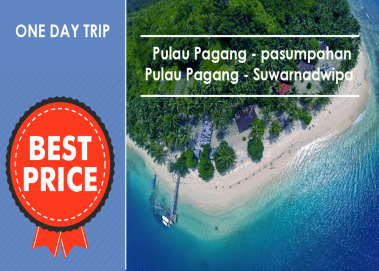 ONE DAY TRIP
BEST
PRICE
Pulau Pagang - pasumpahan
Pulau Pagang - Suwarnadwipa